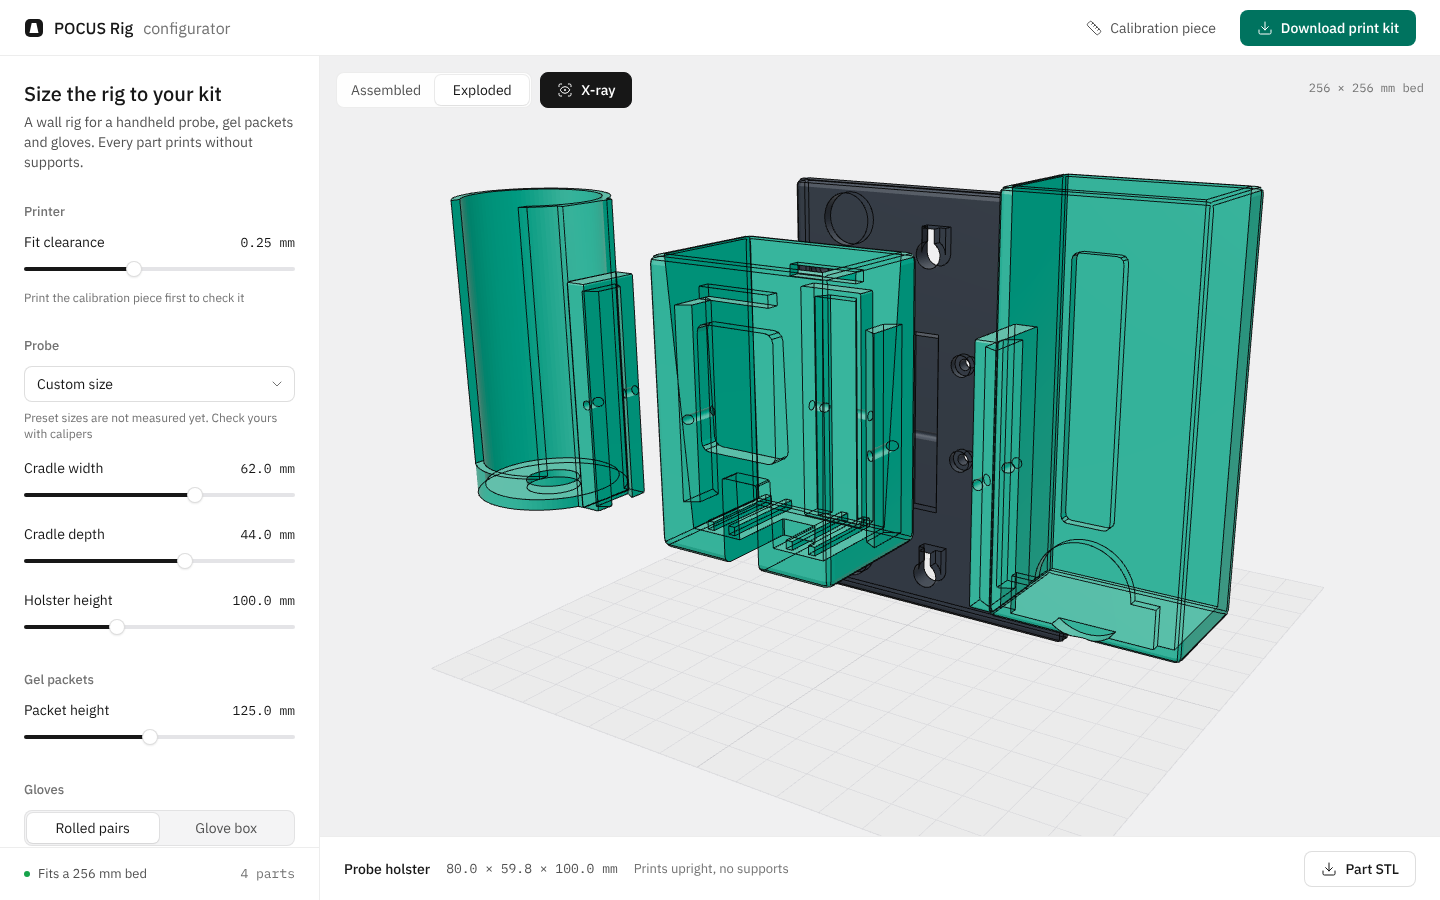 POCUS Rig configurator
Calibration piece
Download print kit
Size the rig to your kit
A wall rig for a handheld probe, gel packets
and gloves. Every part prints without
supports.
Printer
Fit clearance 0.25 mm
Print the calibration piece first to check it
Probe
Custom size
Preset sizes are not measured yet. Check yours
with calipers
Cradle width 62.0 mm
Cradle depth 44.0 mm
Holster height 100.0 mm
Gel packets
Packet height 125.0 mm
Gloves
Rolled pairs Glove box
Fits a 256 mm bed 4 parts
Assembled Exploded X-ray
256 × 256 mm bed
Probe holster 80.0 × 59.8 × 100.0 mm Prints upright, no supports
Part STL